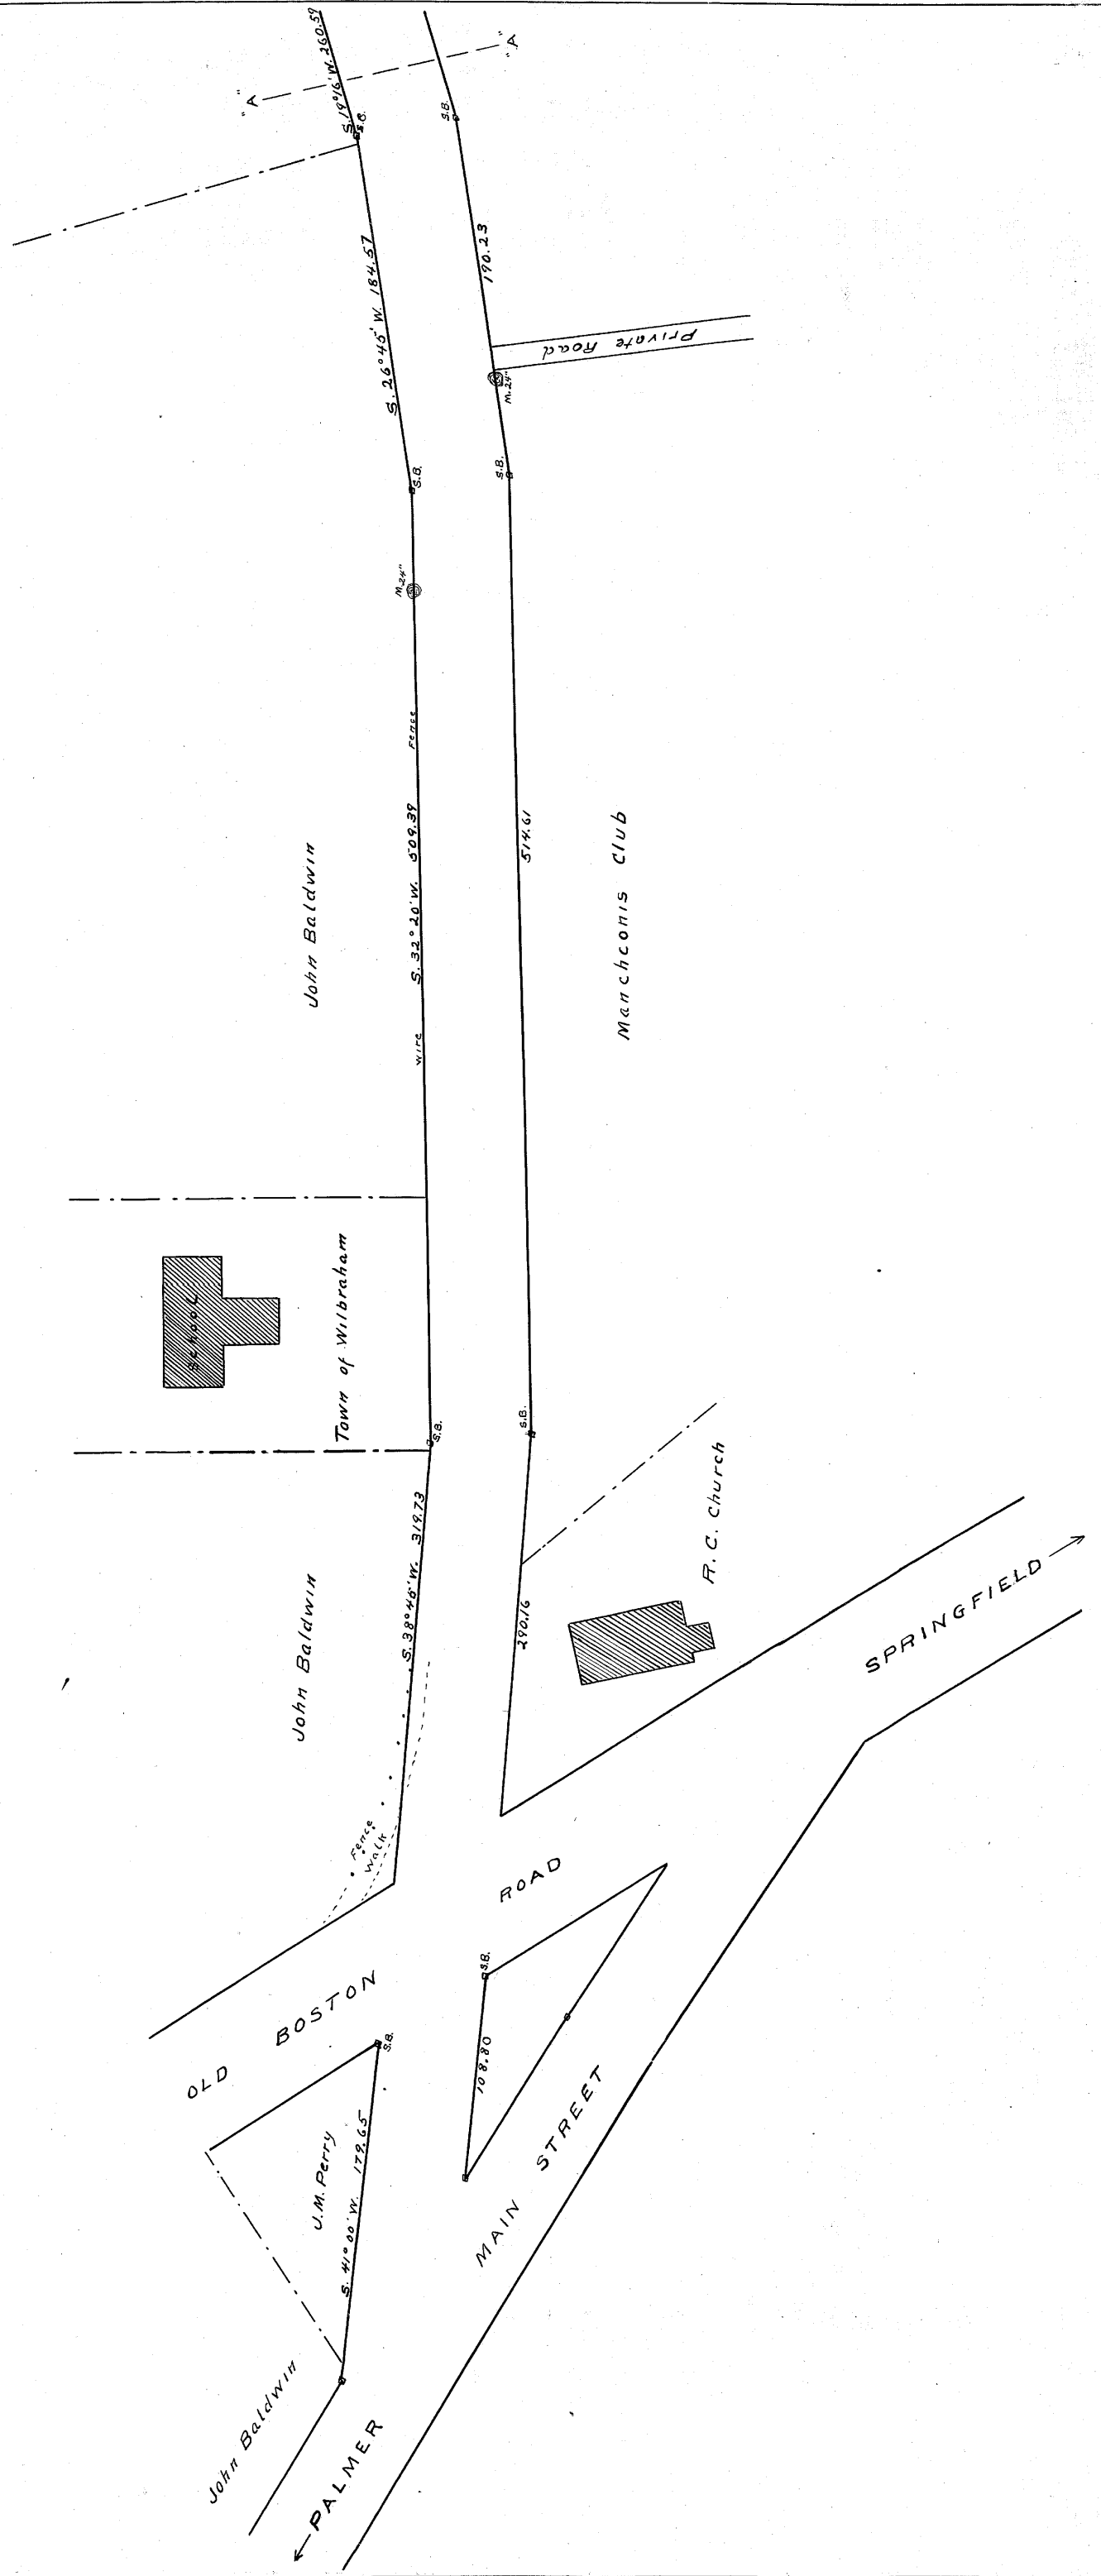 S. 19°16' W. 260.59
"A"
"A"
S.B.
S.B.
S. 26°45' W. 184.57
190.23
Private Road
M. 24"
S.B.
S.B.
M. 24"
wire S. 32° 20' W. 509.39 Fence
514.61
John Baldwin
Manchconis Club
School
Town of Wilbraham
S.B.
S.B.
S. 38° 45' W. 319.73
290.16
R. C. Church
John Baldwin
Fence
Walk
SPRINGFIELD
OLD BOSTON ROAD
S.B.
S.B.
108.80
J. M. Perry
S. 41° 00' W. 179.65
MAIN STREET
John Baldwin
PALMER